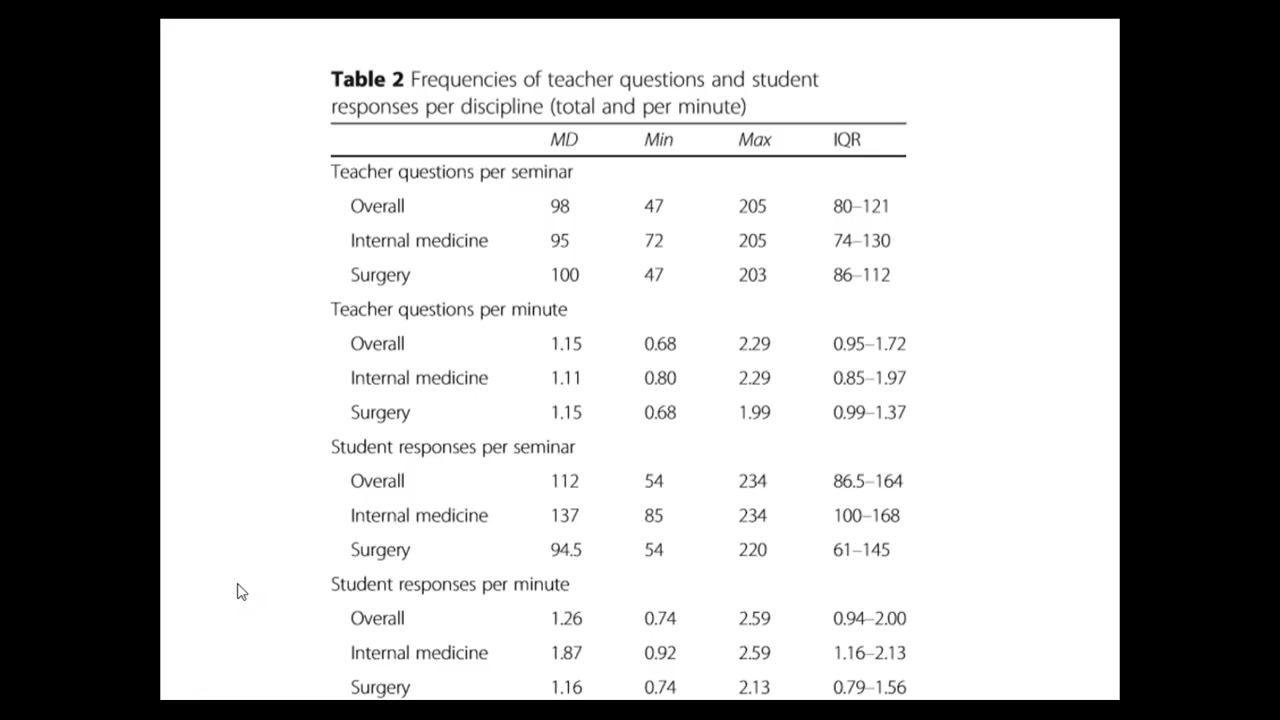 Table 2 Frequencies of teacher questions and student
responses per discipline (total and per minute)
MD Min Max IQR
Teacher questions per seminar
Overall 98 47 205 80–121
Internal medicine 95 72 205 74–130
Surgery 100 47 203 86–112
Teacher questions per minute
Overall 1.15 0.68 2.29 0.95–1.72
Internal medicine 1.11 0.80 2.29 0.85–1.97
Surgery 1.15 0.68 1.99 0.99–1.37
Student responses per seminar
Overall 112 54 234 86.5–164
Internal medicine 137 85 234 100–168
Surgery 94.5 54 220 61–145
Student responses per minute
Overall 1.26 0.74 2.59 0.94–2.00
Internal medicine 1.87 0.92 2.59 1.16–2.13
Surgery 1.16 0.74 2.13 0.79–1.56